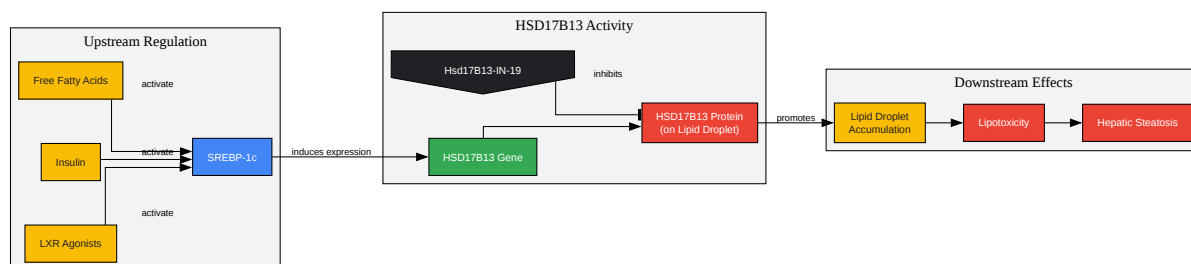 Upstream Regulation
Free Fatty Acids
activate
Insulin
activate
SREBP-1c
LXR Agonists
activate
induces expression
HSD17B13 Activity
Hsd17B13-IN-19
inhibits
HSD17B13 Gene
HSD17B13 Protein
(on Lipid Droplet)
promotes
Downstream Effects
Lipid Droplet
Accumulation
Lipotoxicity
Hepatic Steatosis